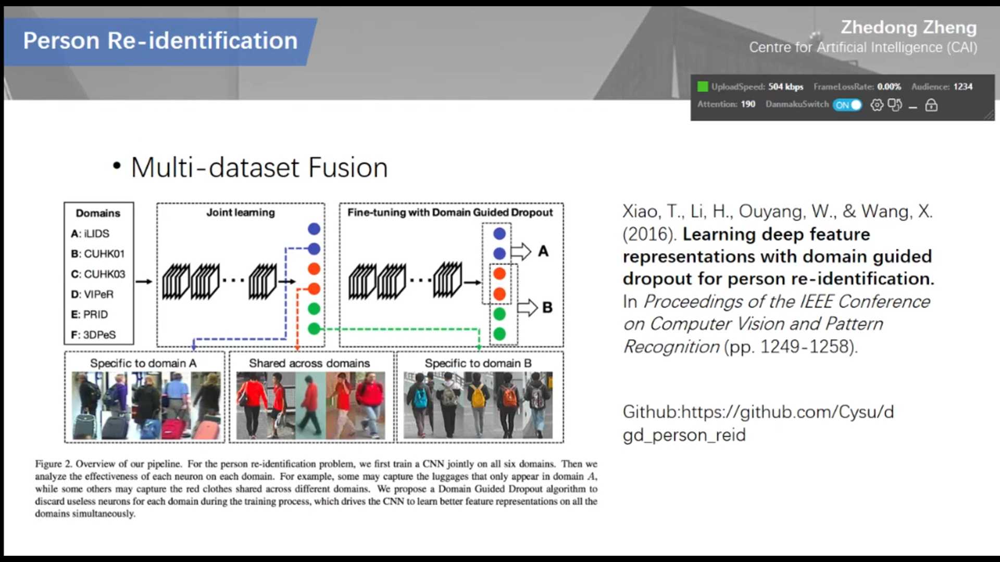 Person Re-identification
Zhedong Zheng
Centre for Artificial Intelligence (CAI)
UploadSpeed: 504 kbps FrameLossRate: 0.00% Audience: 1234
Attention: 190 DanmakuSwitch ON
• Multi-dataset Fusion
Domains
A: iLIDS
B: CUHK01
C: CUHK03
D: VIPeR
E: PRID
F: 3DPeS
Joint learning
Fine-tuning with Domain Guided Dropout
A
B
Specific to domain A
Shared across domains
Specific to domain B
Figure 2. Overview of our pipeline. For the person re-identification problem, we first train a CNN jointly on all six domains. Then we
analyze the effectiveness of each neuron on each domain. For example, some may capture the luggages that only appear in domain A,
while some others may capture the red clothes shared across different domains. We propose a Domain Guided Dropout algorithm to
discard useless neurons for each domain during the training process, which drives the CNN to learn better feature representations on all the
domains simultaneously.
Xiao, T., Li, H., Ouyang, W., & Wang, X.
(2016). Learning deep feature
representations with domain guided
dropout for person re-identification.
In Proceedings of the IEEE Conference
on Computer Vision and Pattern
Recognition (pp. 1249-1258).
Github:https://github.com/Cysu/d
gd_person_reid